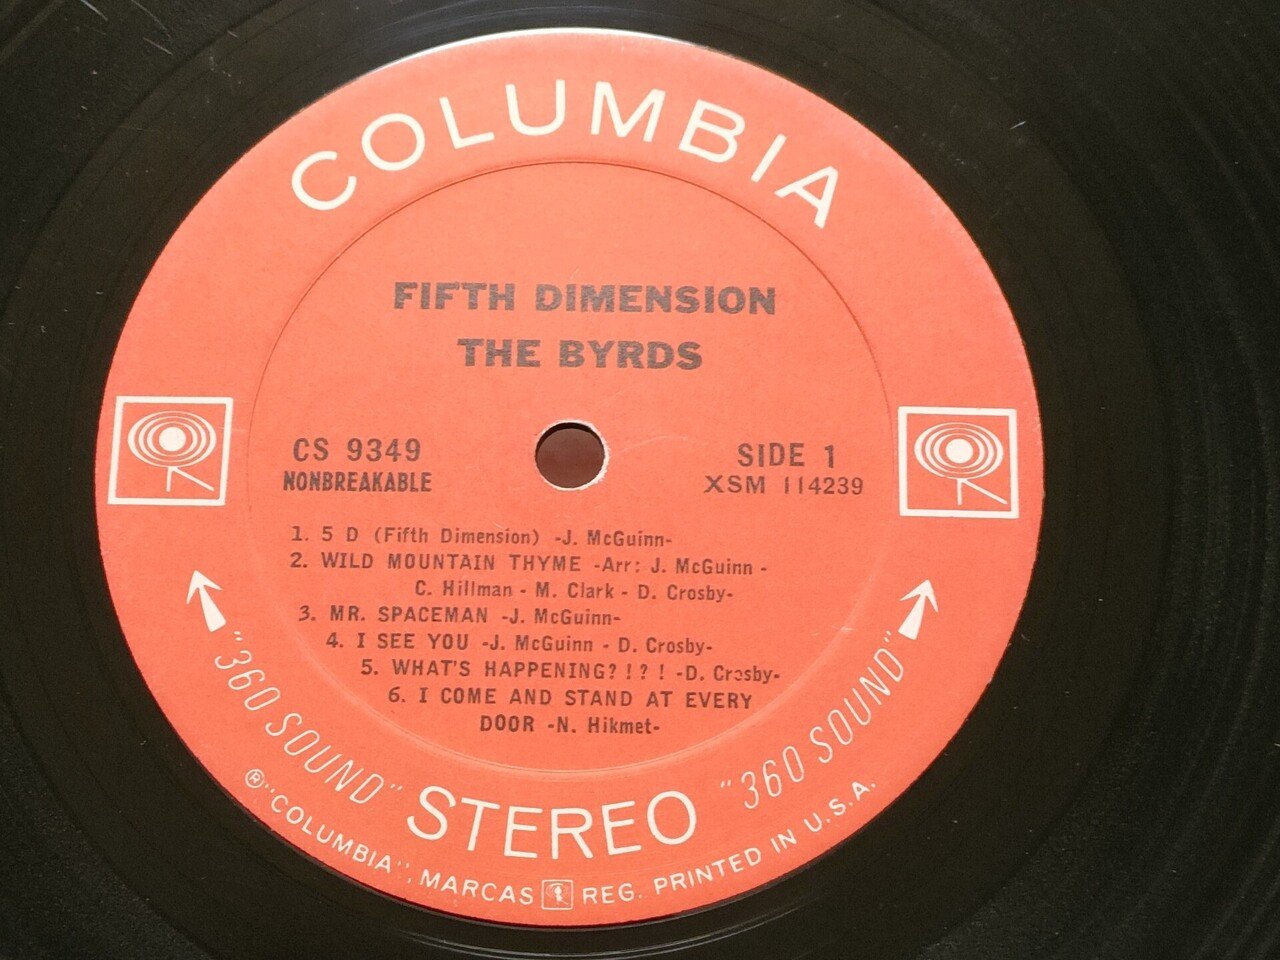 COLUMBIA
FIFTH DIMENSION
THE BYRDS
CS 9349
NONBREAKABLE
SIDE 1
XSM 114239
1. 5 D (Fifth Dimension) -J. McGuinn-
2. WILD MOUNTAIN THYME -Arr: J. McGuinn -
C. Hillman - M. Clark - D. Crosby-
3. MR. SPACEMAN -J. McGuinn-
4. I SEE YOU -J. McGuinn - D. Crosby-
5. WHAT'S HAPPENING?!?! -D. Crosby-
6. I COME AND STAND AT EVERY
DOOR -N. Hikmet-
"360 SOUND" STEREO "360 SOUND"
® "COLUMBIA", MARCAS REG. PRINTED IN U.S.A.